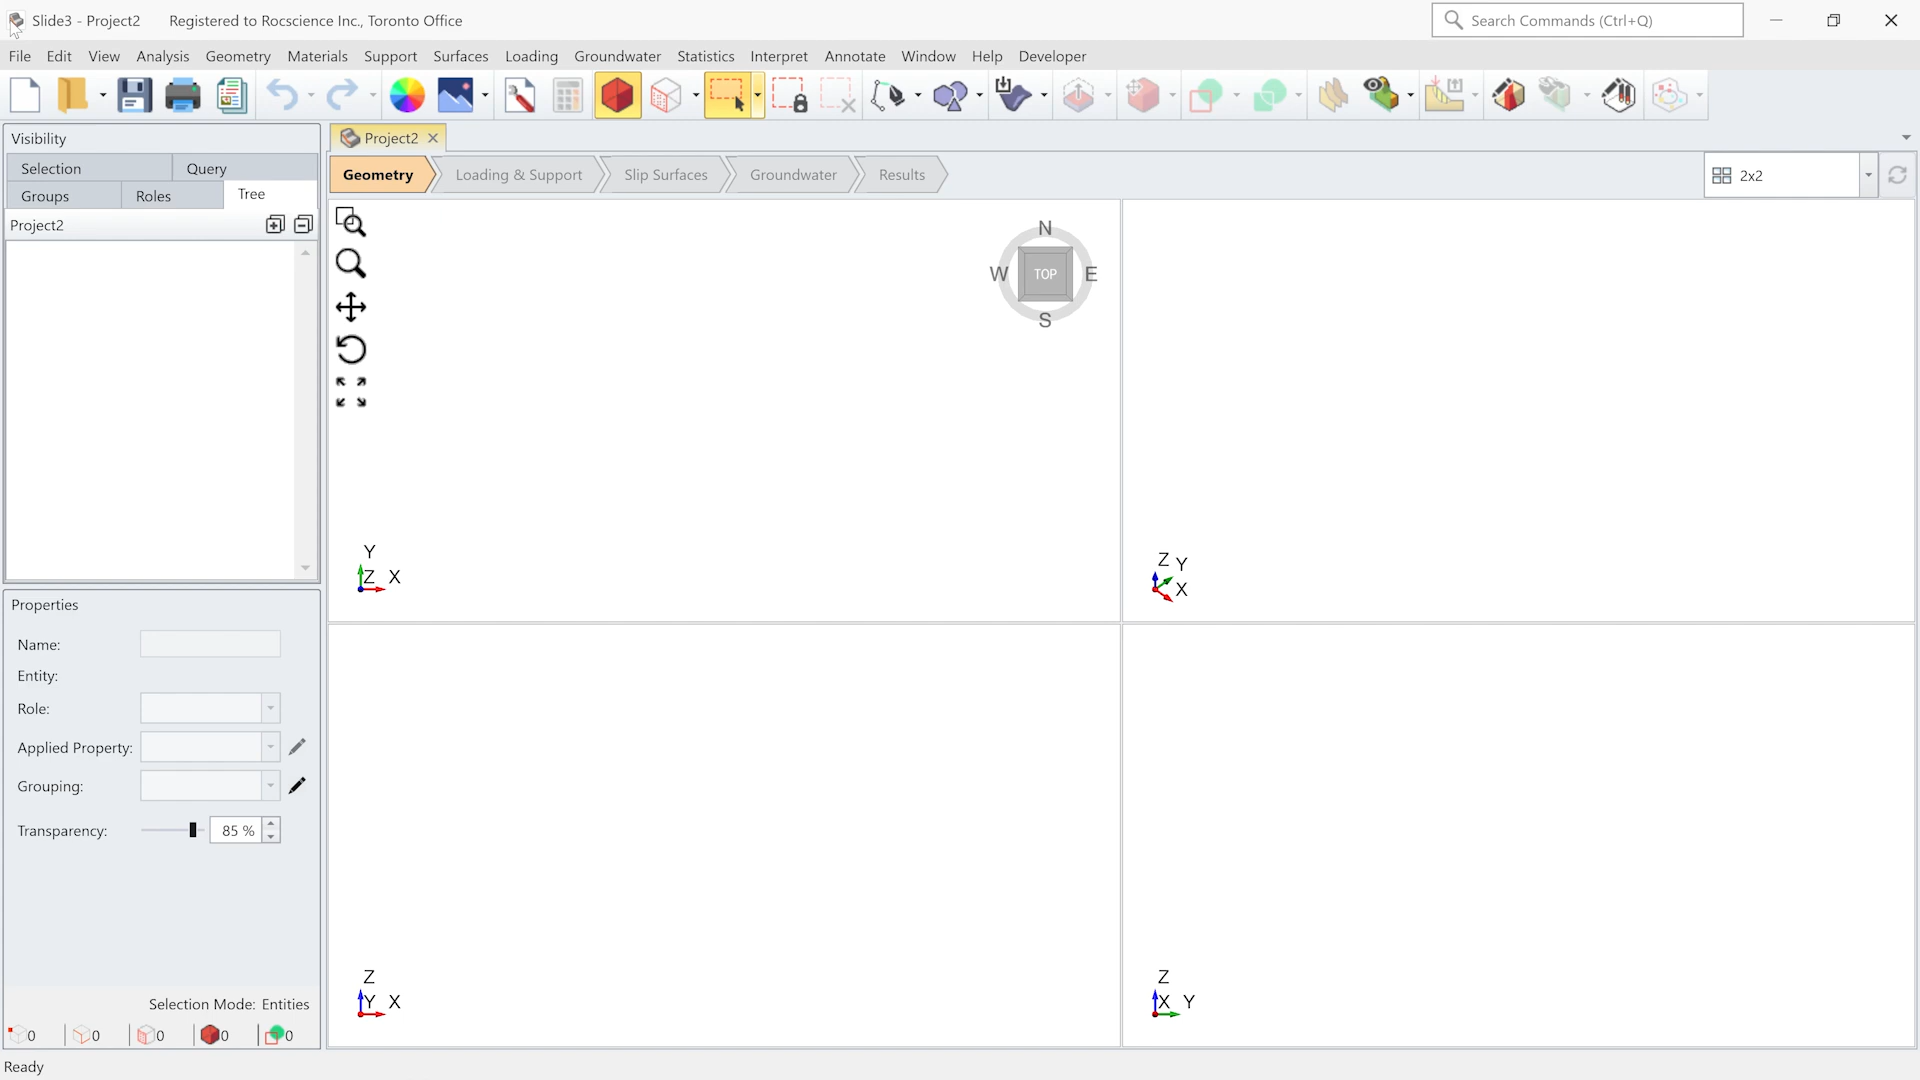 Slide3 - Project2 Registered to Rocscience Inc., Toronto Office
Search Commands (Ctrl+Q)
File Edit View Analysis Geometry Materials Support Surfaces Loading Groundwater Statistics Interpret Annotate Window Help Developer
Visibility
Selection Query
Groups Roles Tree
Project2
Project2
Geometry Loading & Support Slip Surfaces Groundwater Results
2x2
N
W TOP E
S
Y
Z X
Z Y
X
Z
Y X
Z
X Y
Properties
Name:
Entity:
Role:
Applied Property:
Grouping:
Transparency: 85 %
Selection Mode: Entities
0 0 0 0 0
Ready